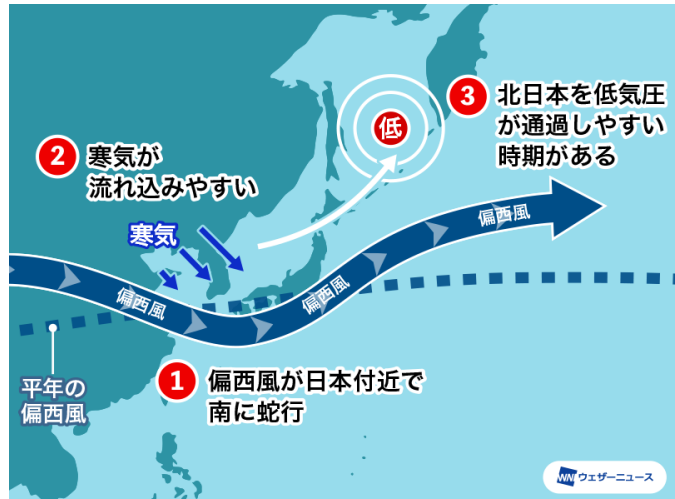 3 北日本を低気圧
が通過しやすい
時期がある
低
2 寒気が
流れ込みやすい
寒気
偏西風
偏西風
偏西風
平年の
偏西風
1 偏西風が日本付近で
南に蛇行
WNI ウェザーニュース